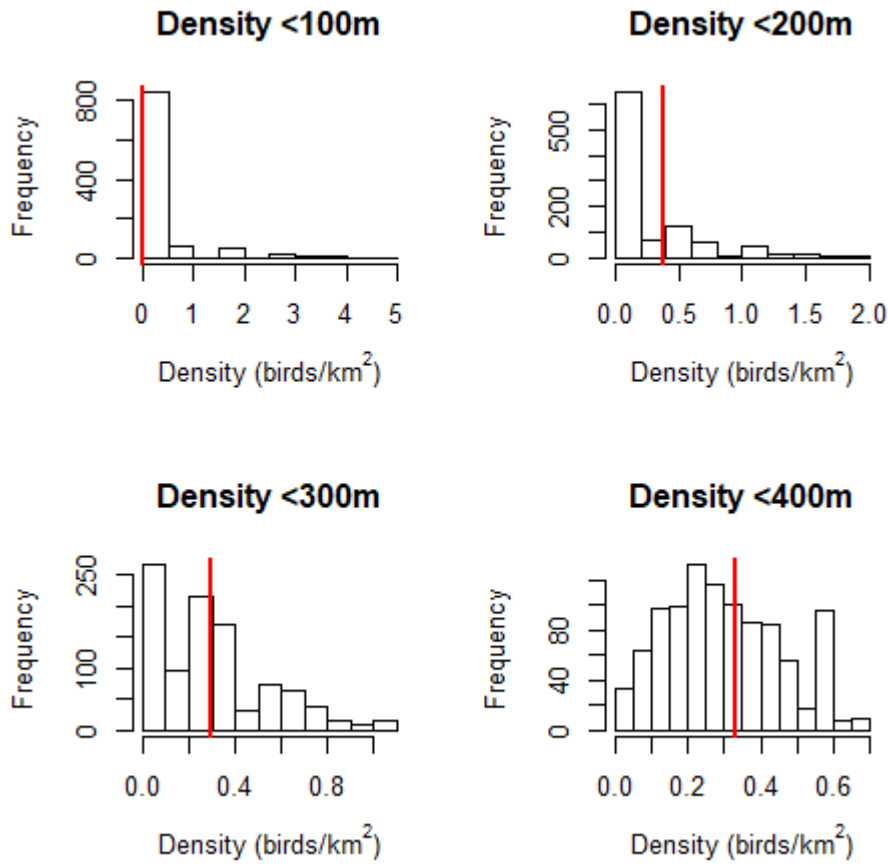 Density <100m
Frequency
0 400 800
0 1 2 3 4 5
Density (birds/km²)
Density <200m
Frequency
0 200 500
0.0 0.5 1.0 1.5 2.0
Density (birds/km²)
Density <300m
Frequency
0 100 250
0.0 0.4 0.8
Density (birds/km²)
Density <400m
Frequency
0 40 80
0.0 0.2 0.4 0.6
Density (birds/km²)